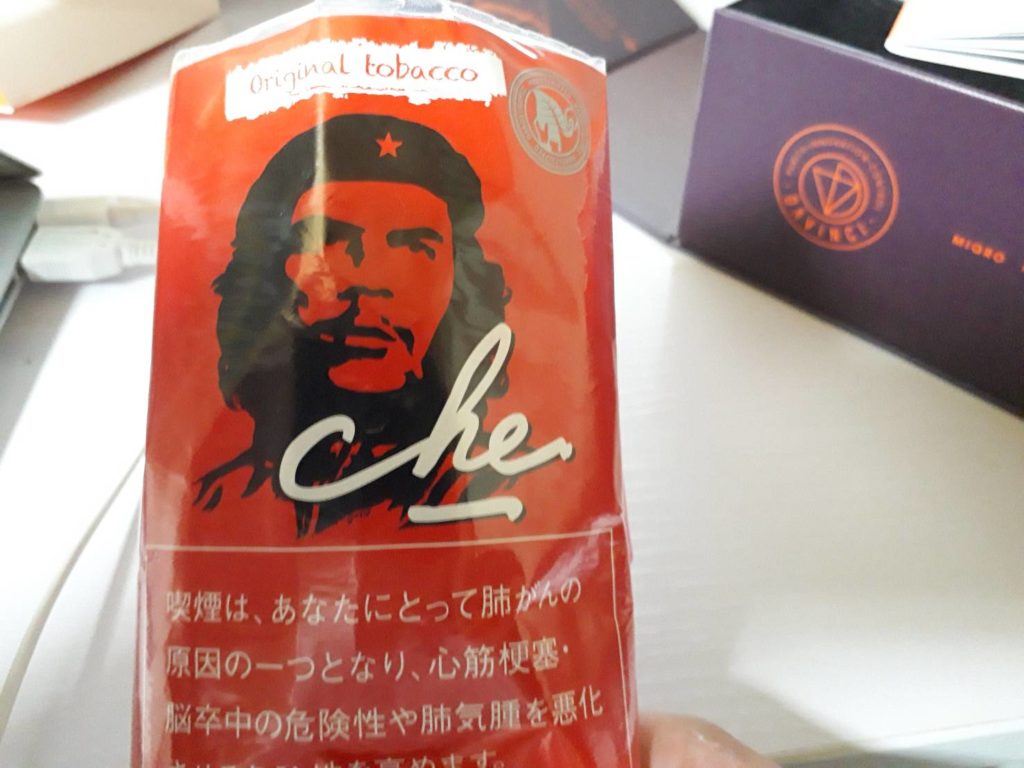 Original tobacco
che
喫煙は、あなたにとって肺がんの
原因の一つとなり、心筋梗塞・
脳卒中の危険性や肺気腫を悪化
DAVINCI
MICRO